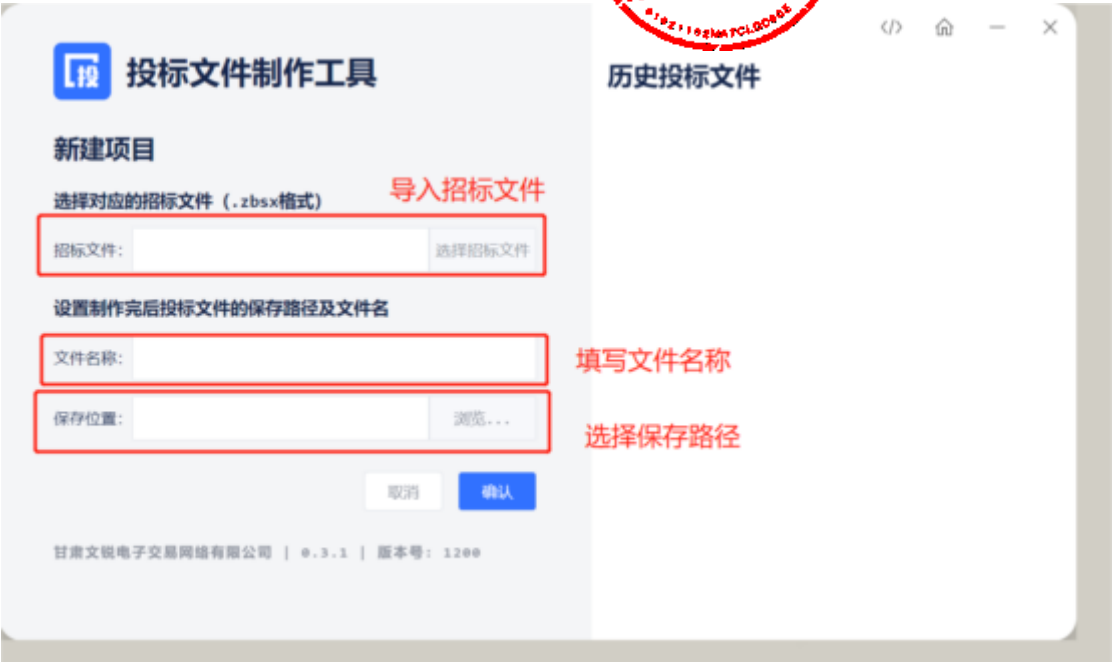 投标文件制作工具
新建项目
选择对应的招标文件（.zbsx格式）
导入招标文件
招标文件：
选择招标文件
设置制作完后投标文件的保存路径及文件名
文件名称：
填写文件名称
保存位置：
浏览...
选择保存路径
取消
确认
甘肃文锐电子交易网络有限公司 | 0.3.1 | 版本号: 1200
历史投标文件